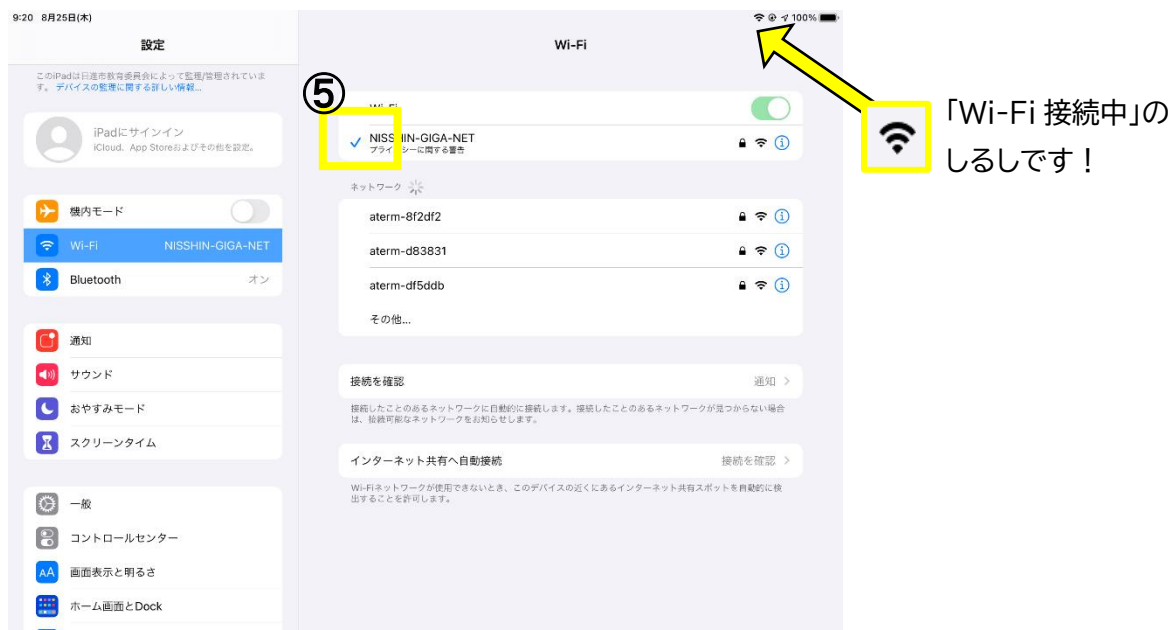 9:20 8月25日(木)
100%
設定
このiPadは日進市教育委員会によって監理/管理されていま
す。デバイスの監理に関する詳しい情報...
iPadにサインイン
iCloud、App Storeおよびその他を設定。
機内モード
Wi-Fi NISSHIN-GIGA-NET
Bluetooth オン
通知
サウンド
おやすみモード
スクリーンタイム
一般
コントロールセンター
AA 画面表示と明るさ
ホーム画面とDock
Wi-Fi
⑤
Wi-Fi
NISSHIN-GIGA-NET
プライバシーに関する警告
ネットワーク
aterm-8f2df2
aterm-d83831
aterm-df5ddb
その他...
接続を確認 通知
接続したことのあるネットワークに自動的に接続します。接続したことのあるネットワークが見つからない場合
は、接続可能なネットワークをお知らせします。
インターネット共有へ自動接続 接続を確認
Wi-Fiネットワークが使用できないとき、このデバイスの近くにあるインターネット共有スポットを自動的に検
出することを許可します。
「Wi-Fi 接続中」の
しるしです！